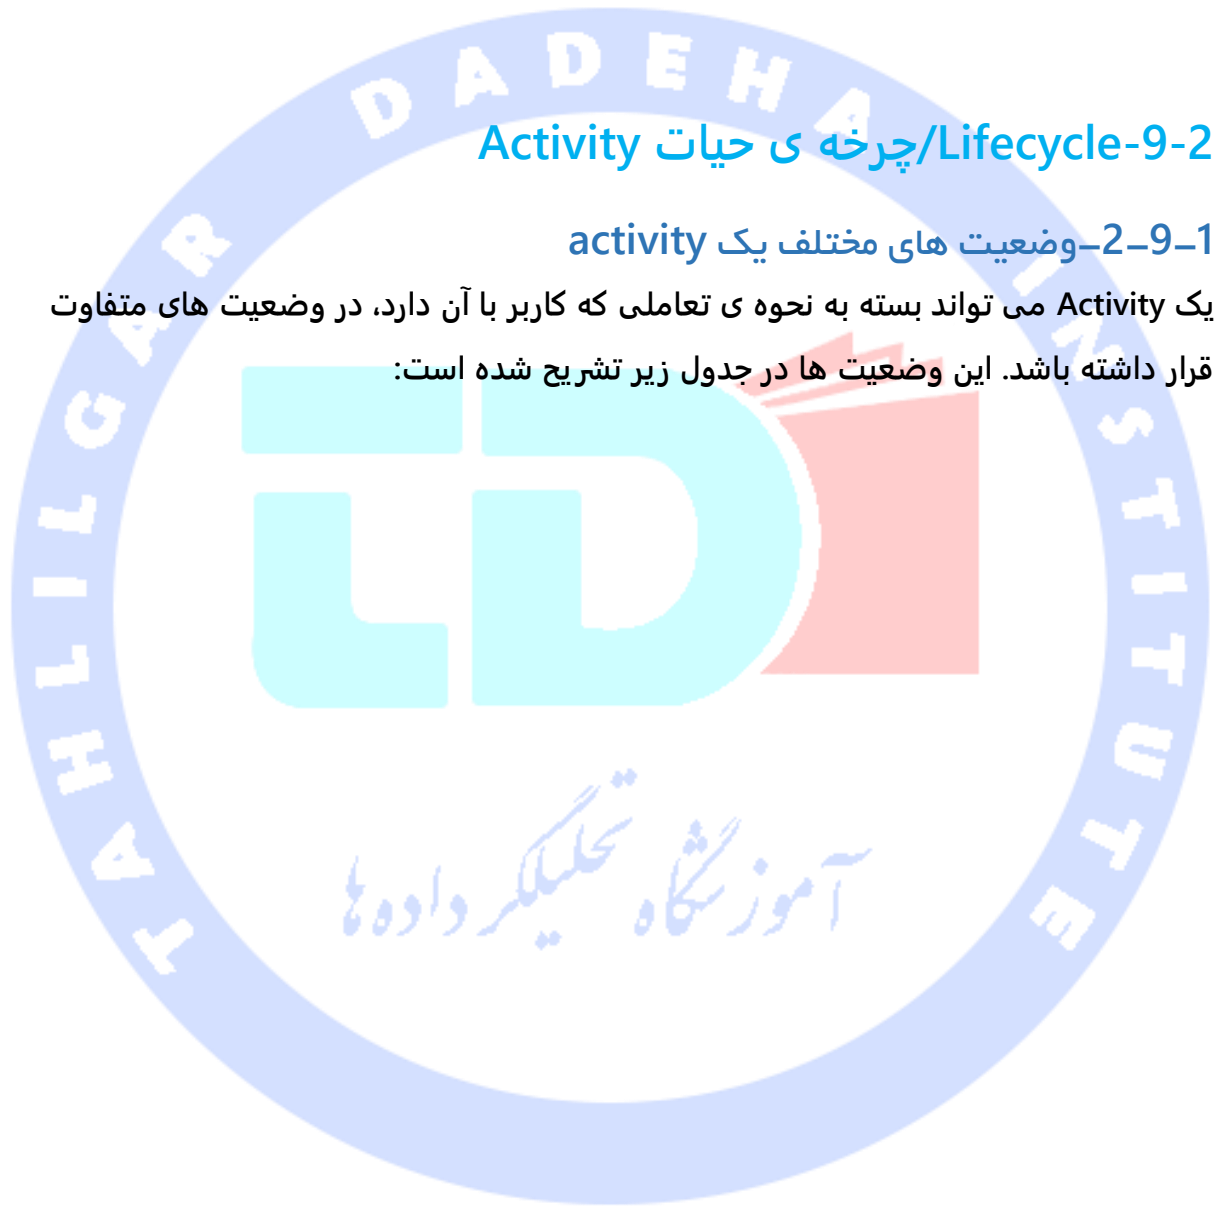 2-9-Lifecycle/چرخه ی حیات Activity
2-9-1-وضعیت های مختلف یک activity
یک Activity می تواند بسته به نحوه ی تعاملی که کاربر با آن دارد، در وضعیت های متفاوت
قرار داشته باشد. این وضعیت ها در جدول زیر تشریح شده است:
TAHLILGAR DADEHA INSTITUTE
آموزشگاه تحلیلگر داده ها